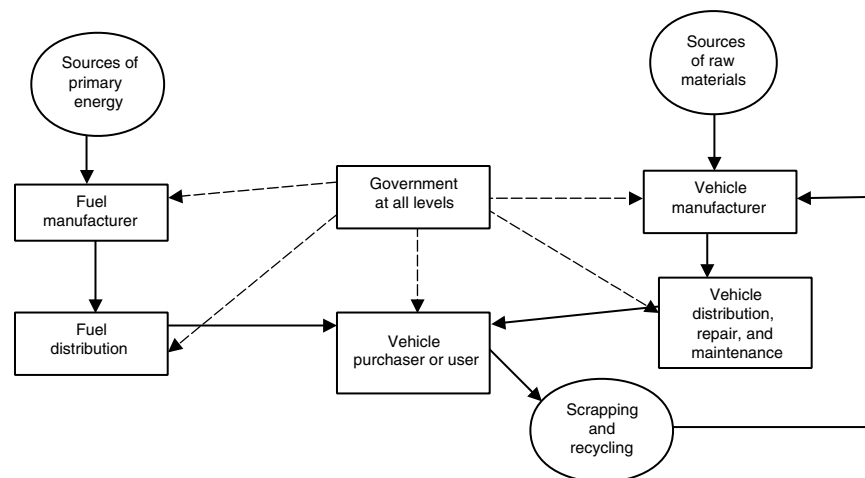 Sources of
primary
energy
Sources
of raw
materials
Government
at all levels
Fuel
manufacturer
Vehicle
manufacturer
Fuel
distribution
Vehicle
purchaser or user
Vehicle
distribution,
repair, and
maintenance
Scrapping
and
recycling